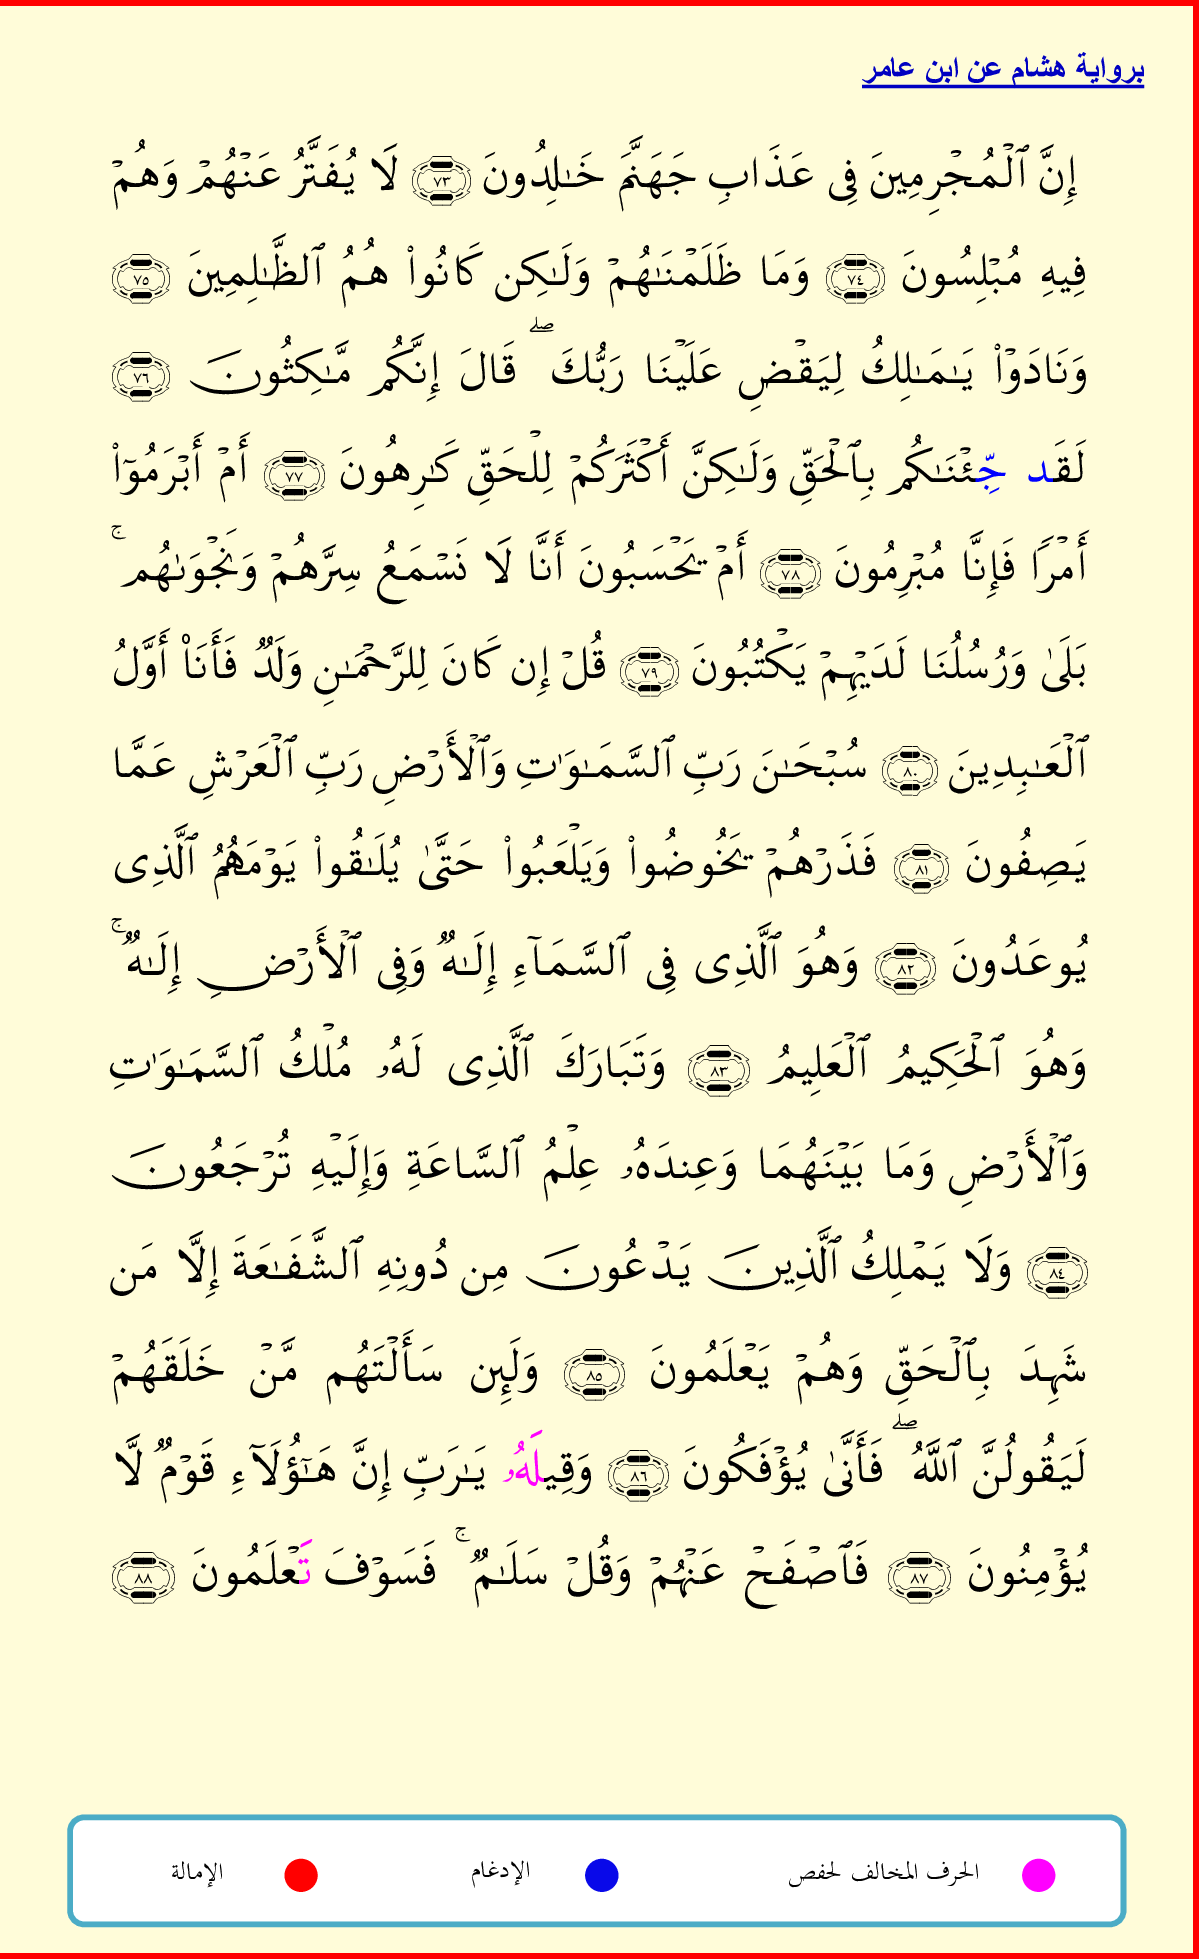 برواية هشام عن ابن عامر
إِنَّ ٱلۡمُجۡرِمِينَ فِي عَذَابِ جَهَنَّمَ خَٰلِدُونَ ٧٣ لَا يُفَتَّرُ عَنۡهُمۡ وَهُمۡ
فِيهِ مُبۡلِسُونَ ٧٤ وَمَا ظَلَمۡنَٰهُمۡ وَلَٰكِن كَانُواْ هُمُ ٱلظَّٰلِمِينَ ٧٥
وَنَادَوۡاْ يَٰمَٰلِكُ لِيَقۡضِ عَلَيۡنَا رَبُّكَۖ قَالَ إِنَّكُم مَّٰكِثُونَ ٧٦
لَقَد جِّئۡنَٰكُم بِٱلۡحَقِّ وَلَٰكِنَّ أَكۡثَرَكُمۡ لِلۡحَقِّ كَٰرِهُونَ ٧٧ أَمۡ أَبۡرَمُوٓاْ
أَمۡرٗا فَإِنَّا مُبۡرِمُونَ ٧٨ أَمۡ يَحۡسَبُونَ أَنَّا لَا نَسۡمَعُ سِرَّهُمۡ وَنَجۡوَىٰهُمۚ
بَلَىٰ وَرُسُلُنَا لَدَيۡهِمۡ يَكۡتُبُونَ ٧٩ قُلۡ إِن كَانَ لِلرَّحۡمَٰنِ وَلَدٞ فَأَنَا۠ أَوَّلُ
ٱلۡعَٰبِدِينَ ٨٠ سُبۡحَٰنَ رَبِّ ٱلسَّمَٰوَٰتِ وَٱلۡأَرۡضِ رَبِّ ٱلۡعَرۡشِ عَمَّا
يَصِفُونَ ٨١ فَذَرۡهُمۡ يَخُوضُواْ وَيَلۡعَبُواْ حَتَّىٰ يُلَٰقُواْ يَوۡمَهُمُ ٱلَّذِي
يُوعَدُونَ ٨٢ وَهُوَ ٱلَّذِي فِي ٱلسَّمَآءِ إِلَٰهٞ وَفِي ٱلۡأَرۡضِ إِلَٰهٞۚ
وَهُوَ ٱلۡحَكِيمُ ٱلۡعَلِيمُ ٨٣ وَتَبَارَكَ ٱلَّذِي لَهُۥ مُلۡكُ ٱلسَّمَٰوَٰتِ
وَٱلۡأَرۡضِ وَمَا بَيۡنَهُمَا وَعِندَهُۥ عِلۡمُ ٱلسَّاعَةِ وَإِلَيۡهِ تُرۡجَعُونَ
٨٤ وَلَا يَمۡلِكُ ٱلَّذِينَ يَدۡعُونَ مِن دُونِهِ ٱلشَّفَٰعَةَ إِلَّا مَن
شَهِدَ بِٱلۡحَقِّ وَهُمۡ يَعۡلَمُونَ ٨٥ وَلَئِن سَأَلۡتَهُم مَّنۡ خَلَقَهُمۡ
لَيَقُولُنَّ ٱللَّهُۖ فَأَنَّىٰ يُؤۡفَكُونَ ٨٦ وَقِيلَهُۥ يَٰرَبِّ إِنَّ هَٰٓؤُلَآءِ قَوۡمٞ لَّا
يُؤۡمِنُونَ ٨٧ فَٱصۡفَحۡ عَنۡهُمۡ وَقُلۡ سَلَٰمٞۚ فَسَوۡفَ تَعۡلَمُونَ ٨٨
الحرف المخالف لحفص الإدغام الإمالة